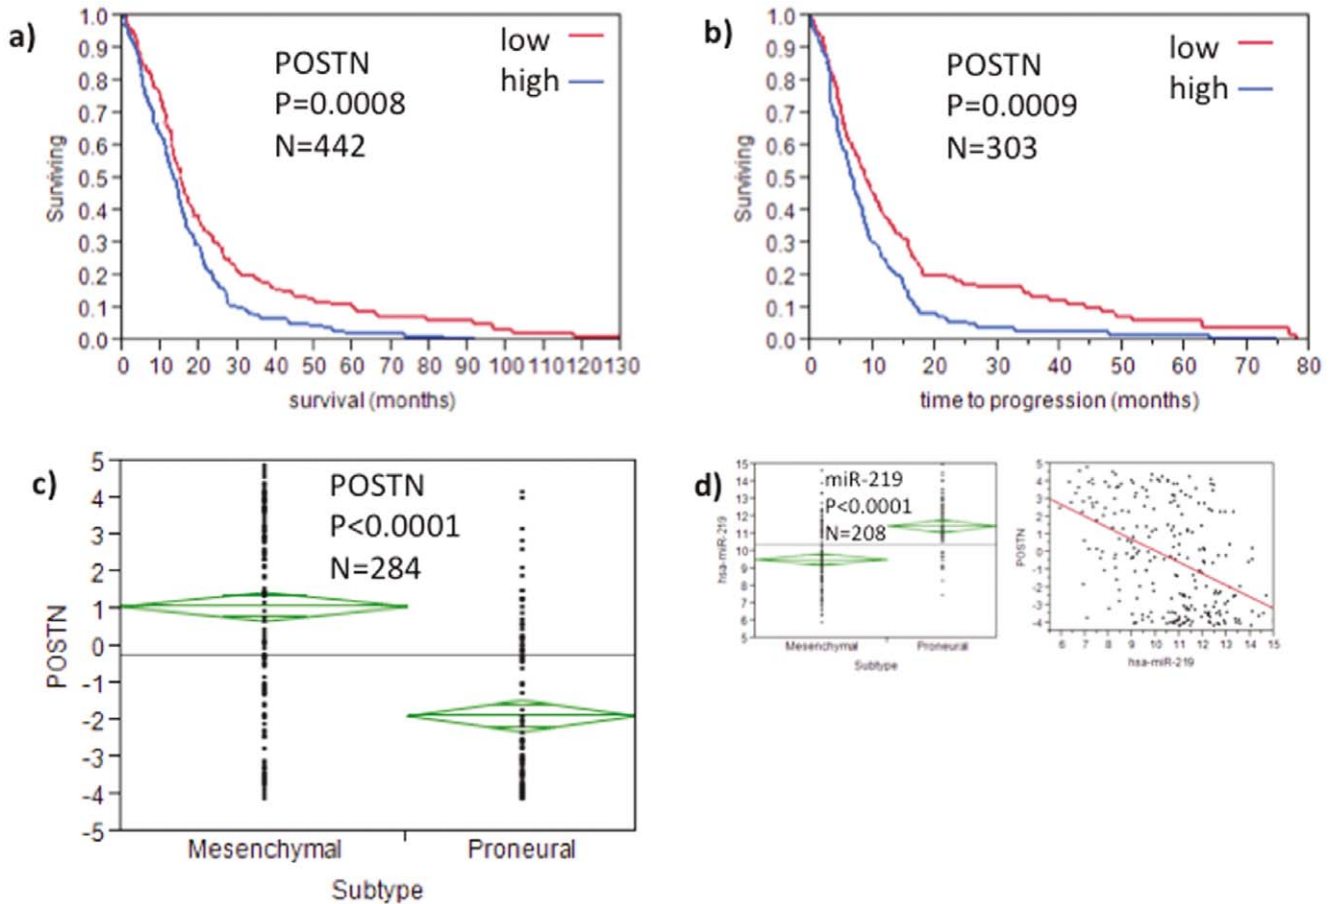 a)
1.0
0.9
0.8
0.7
0.6
0.5
0.4
0.3
0.2
0.1
0.0
Surviving
POSTN
P=0.0008
N=442
low
high
0 10 20 30 40 50 60 70 80 90 100 110 120 130
survival (months)
b)
1.0
0.9
0.8
0.7
0.6
0.5
0.4
0.3
0.2
0.1
0.0
Surviving
POSTN
P=0.0009
N=303
low
high
0 10 20 30 40 50 60 70 80
time to progression (months)
c)
5
4
3
2
1
0
-1
-2
-3
-4
-5
POSTN
POSTN
P<0.0001
N=284
Mesenchymal Proneural
Subtype
d)
15
14
13
12
11
10
9
8
7
6
5
hsa-miR-219
miR-219
P<0.0001
N=208
Mesenchymal Proneural
Subtype
5
4
3
2
1
0
-1
-2
-3
-4
POSTN
6 7 8 9 10 11 12 13 14 15
hsa-miR-219